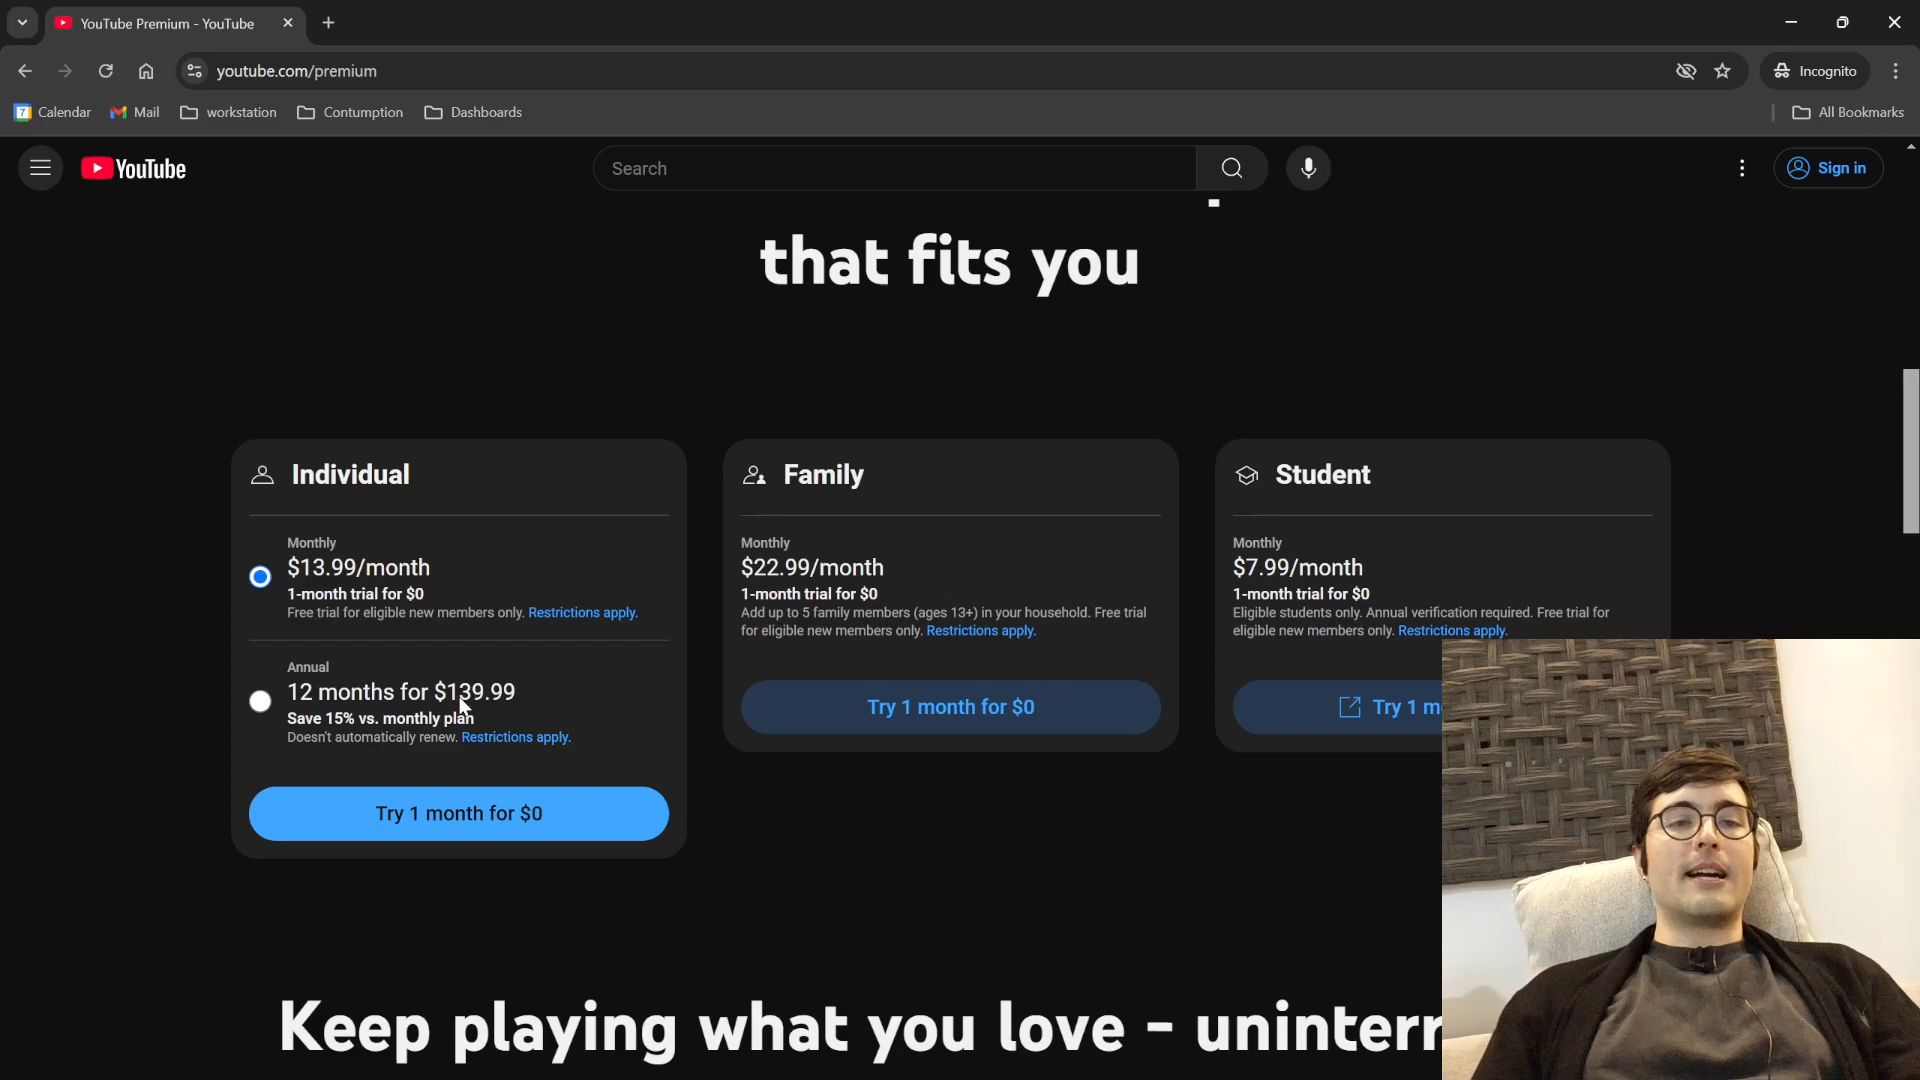 YouTube Premium - YouTube
youtube.com/premium
Incognito
7 Calendar
Mail
workstation
Contumption
Dashboards
All Bookmarks
YouTube
Search
Sign in
that fits you
Individual
Monthly
$13.99/month
1-month trial for $0
Free trial for eligible new members only. Restrictions apply.
Annual
12 months for $139.99
Save 15% vs. monthly plan
Doesn't automatically renew. Restrictions apply.
Try 1 month for $0
Family
Monthly
$22.99/month
1-month trial for $0
Add up to 5 family members (ages 13+) in your household. Free trial
for eligible new members only. Restrictions apply.
Try 1 month for $0
Student
Monthly
$7.99/month
1-month trial for $0
Eligible students only. Annual verification required. Free trial for
eligible new members only. Restrictions apply.
Try 1 m
Keep playing what you love - uninterr